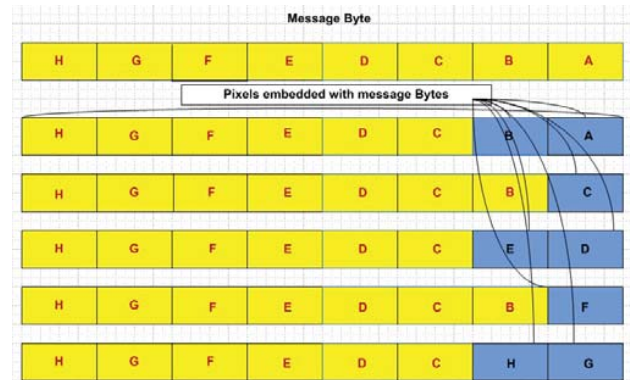 Message Byte
H G F E D C B A
Pixels embedded with message Bytes
H G F E D C B A
H G F E D C B C
H G F E D C E D
H G F E D C B F
H G F E D C H G